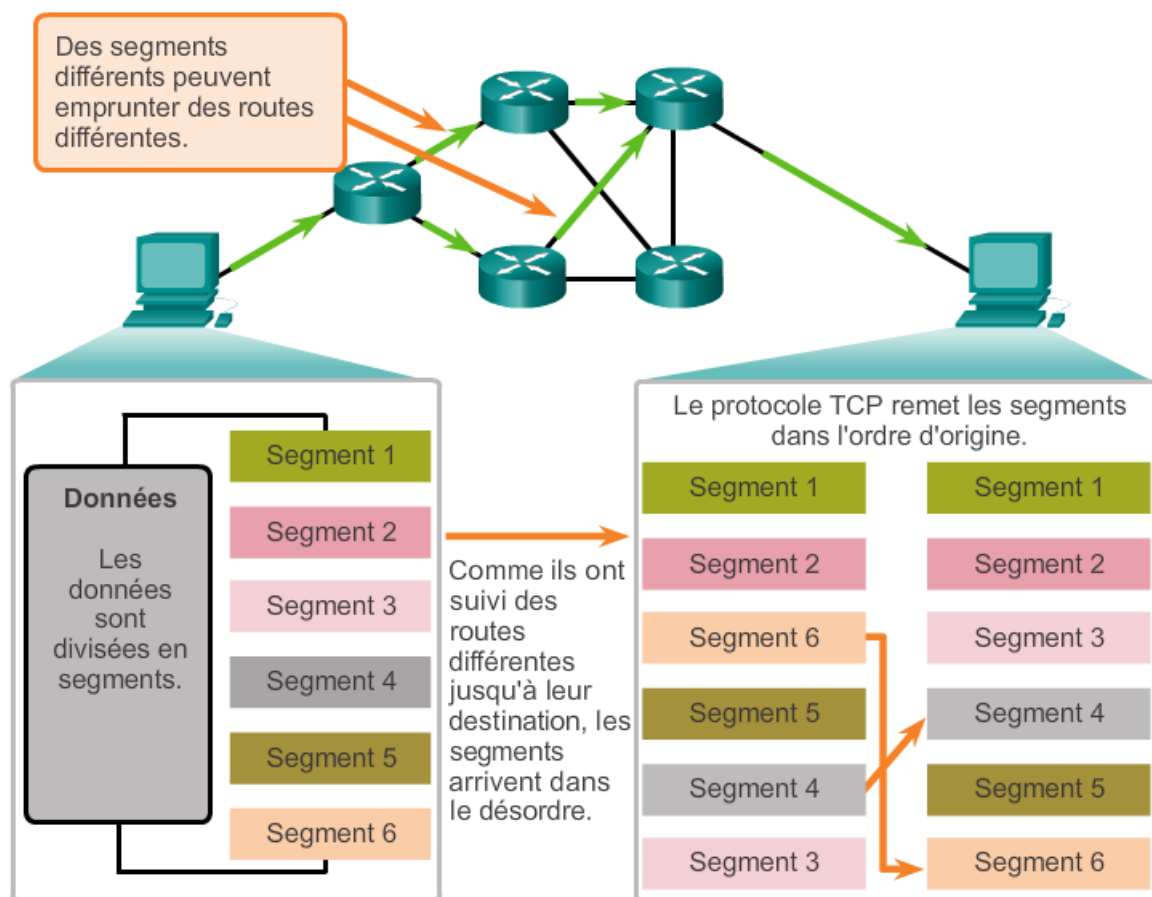 Des segments
différents peuvent
emprunter des routes
différentes.
Données
Les
données
sont
divisées en
segments.
Segment 1
Segment 2
Segment 3
Segment 4
Segment 5
Segment 6
Comme ils ont
suivi des
routes
différentes
jusqu'à leur
destination, les
segments
arrivent dans
le désordre.
Le protocole TCP remet les segments
dans l'ordre d'origine.
Segment 1
Segment 2
Segment 6
Segment 5
Segment 4
Segment 3
Segment 1
Segment 2
Segment 3
Segment 4
Segment 5
Segment 6